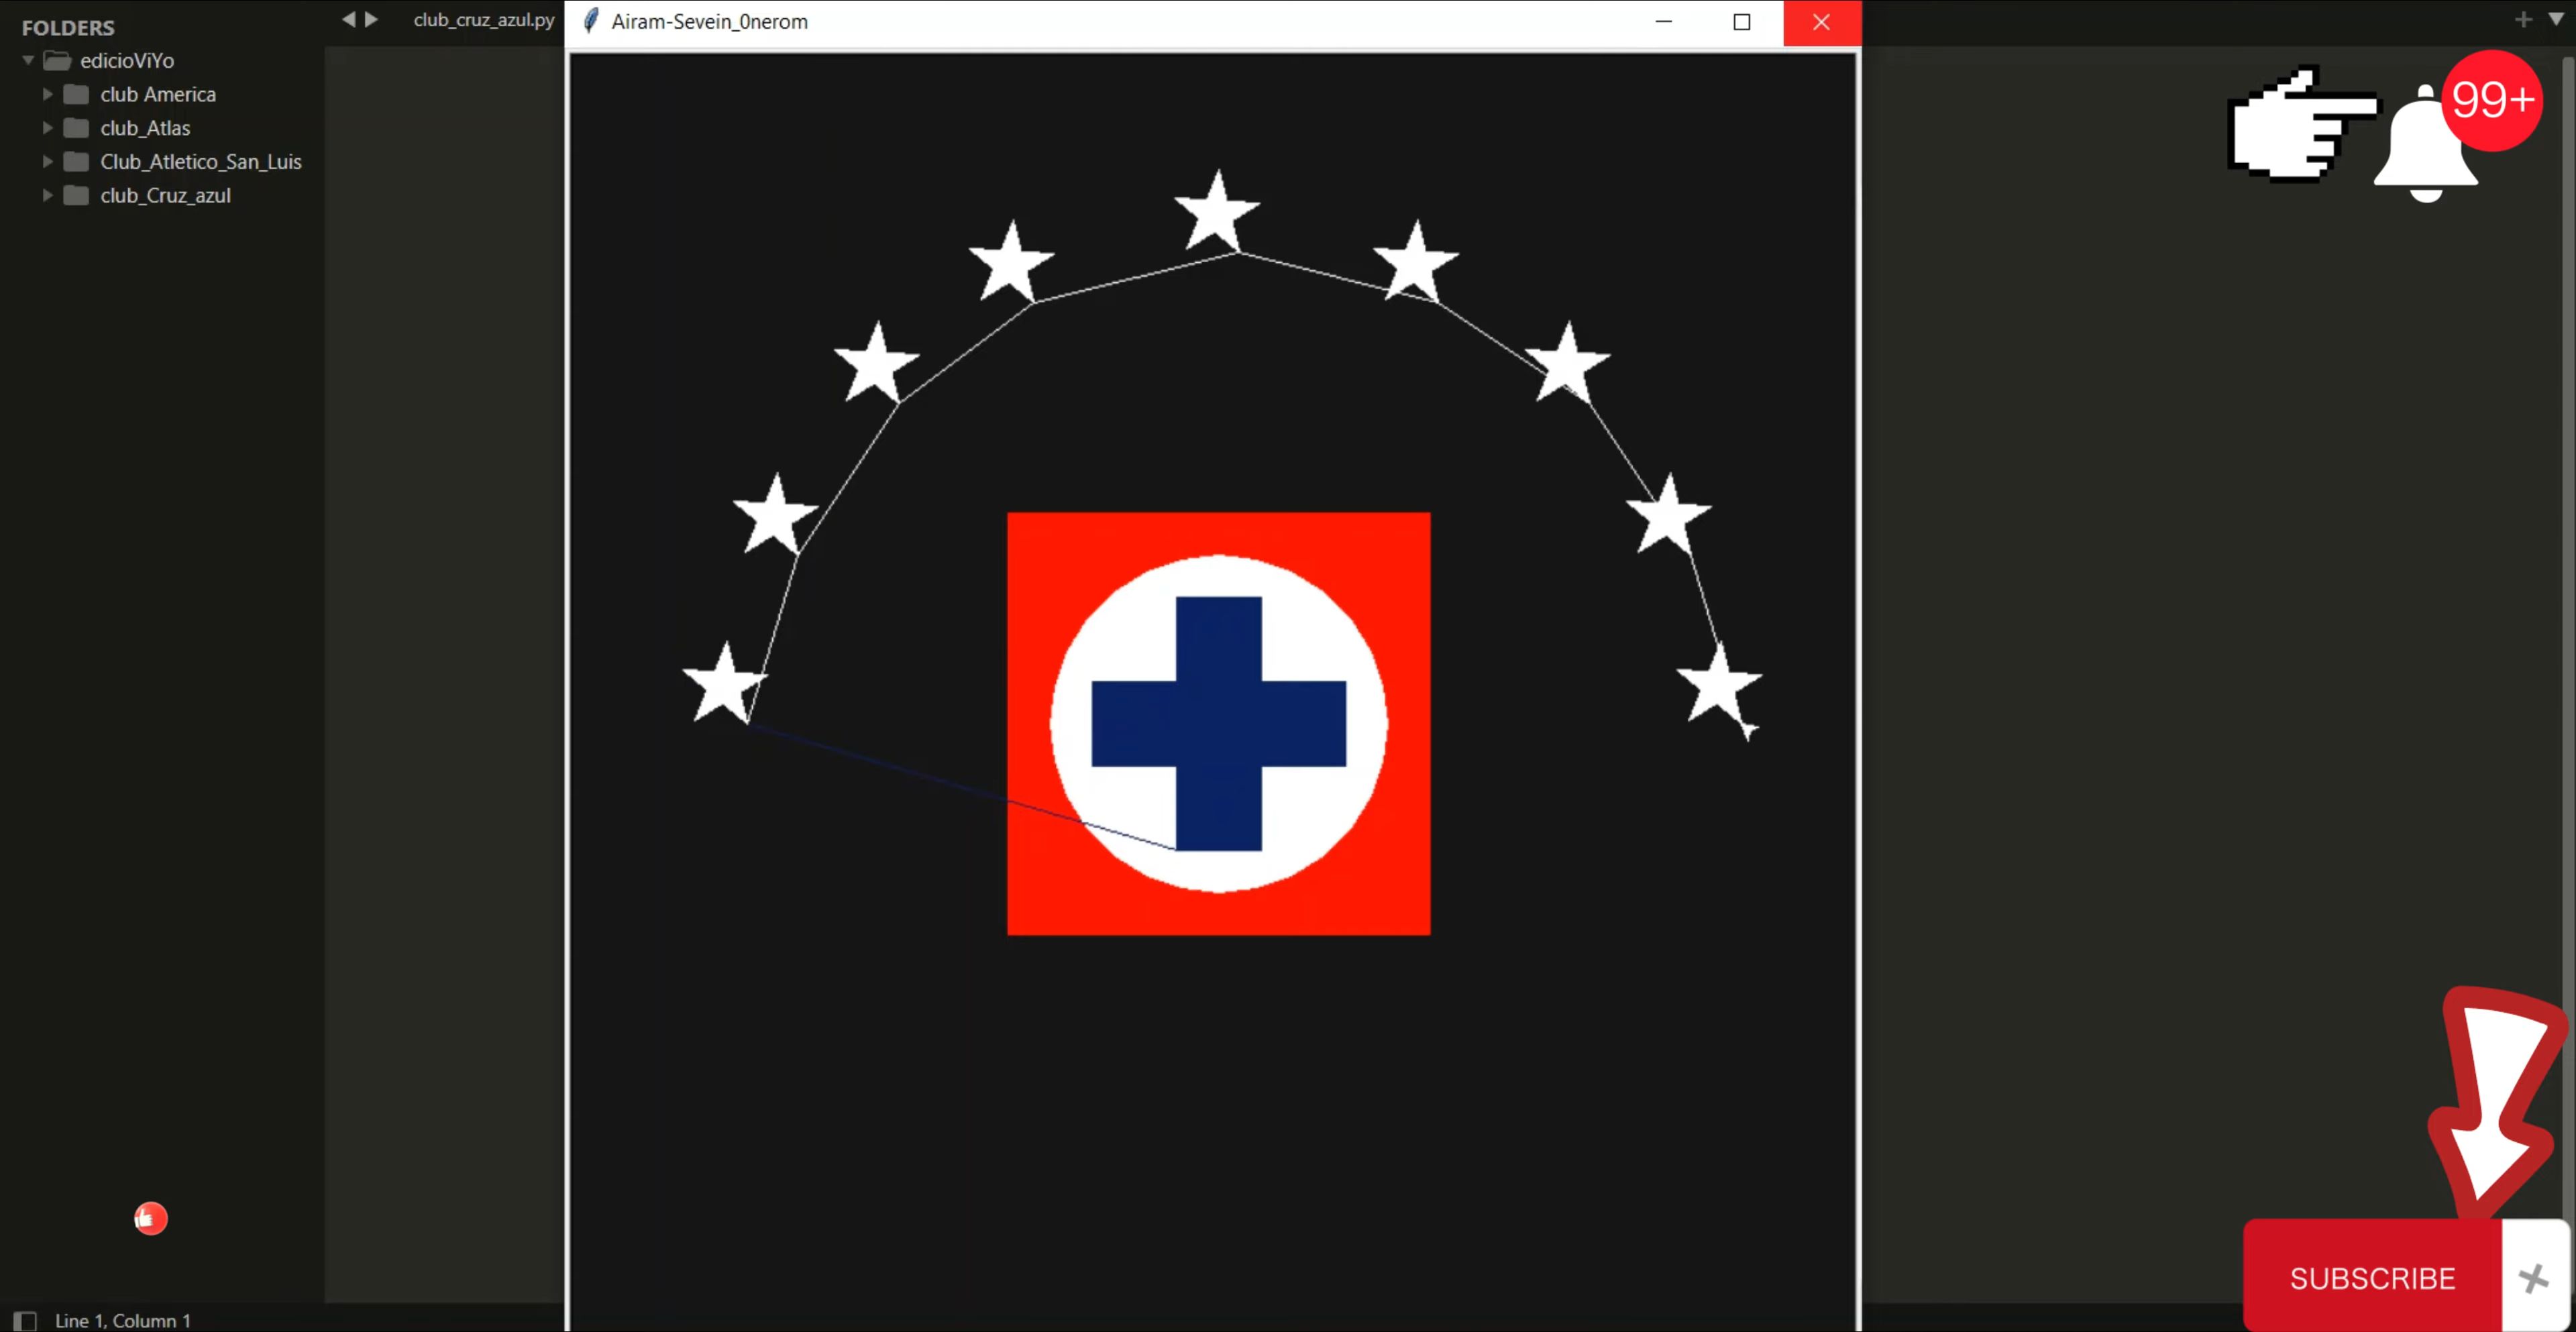 FOLDERS
edicioViYo
club America
club_Atlas
Club_Atletico_San_Luis
club_Cruz_azul
club_cruz_azul.py
Airam-Sevein_0nerom
99+
SUBSCRIBE
Line 1, Column 1